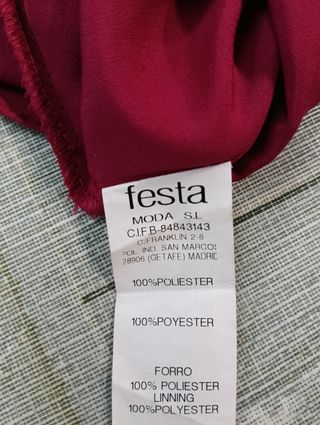 festa
MODA S.L
C.I.F.B-84843143
C/FRANKLIN 2-8
POL. IND. SAN MARCOS
28906 (GETAFE) MADRID
100%POLIESTER
100%POYESTER
FORRO
100% POLIESTER
LINNING
100%POLYESTER